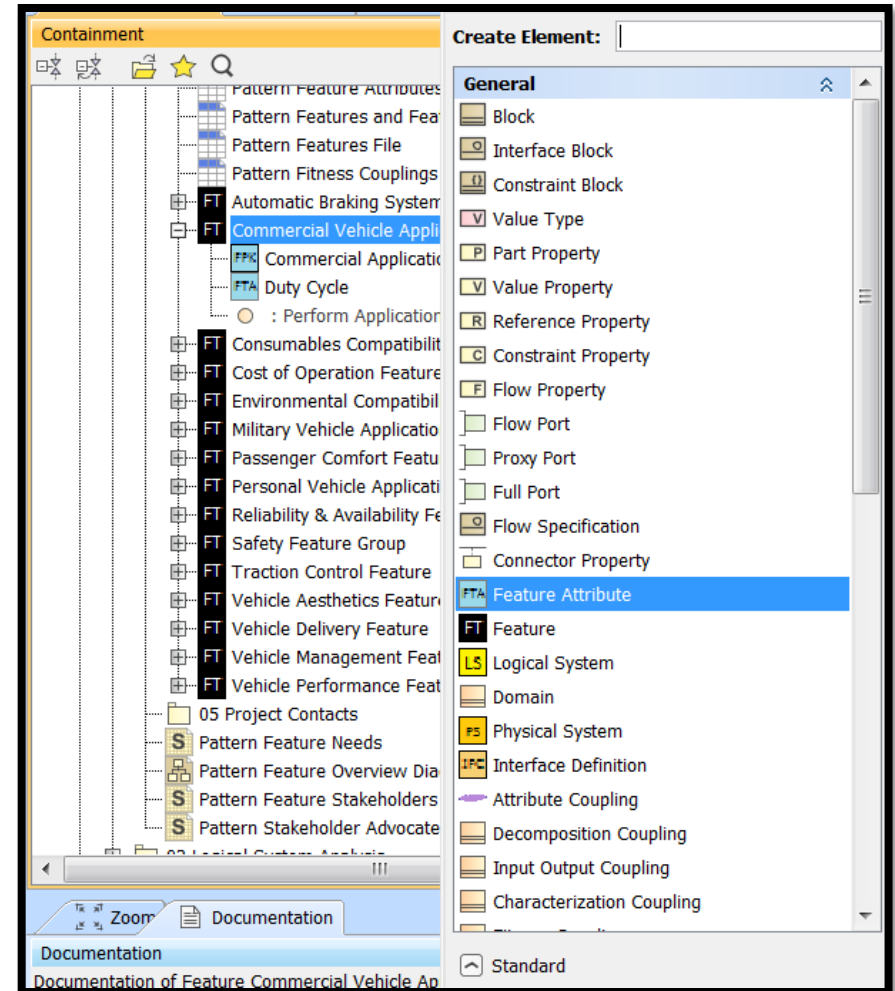 Containment
Pattern Feature Attributes
Pattern Features and Fea
Pattern Features File
Pattern Fitness Couplings
FT Automatic Braking System
FT Commercial Vehicle Appli
FPK Commercial Applicatio
FTA Duty Cycle
: Perform Application
FT Consumables Compatibilit
FT Cost of Operation Feature
FT Environmental Compatibil
FT Military Vehicle Applicatio
FT Passenger Comfort Featu
FT Personal Vehicle Applicati
FT Reliability & Availability Fe
FT Safety Feature Group
FT Traction Control Feature
FT Vehicle Aesthetics Feature
FT Vehicle Delivery Feature
FT Vehicle Management Feat
FT Vehicle Performance Feat
05 Project Contacts
S Pattern Feature Needs
Pattern Feature Overview Dia
S Pattern Feature Stakeholders
S Pattern Stakeholder Advocate
02 Logical System Analysis
Zoom
Documentation
Documentation
Documentation of Feature Commercial Vehicle Ap
Create Element:
General
Block
Interface Block
{} Constraint Block
V Value Type
P Part Property
V Value Property
R Reference Property
C Constraint Property
F Flow Property
Flow Port
Proxy Port
Full Port
Flow Specification
Connector Property
FTA Feature Attribute
FT Feature
LS Logical System
Domain
PS Physical System
IFC Interface Definition
Attribute Coupling
Decomposition Coupling
Input Output Coupling
Characterization Coupling
Standard